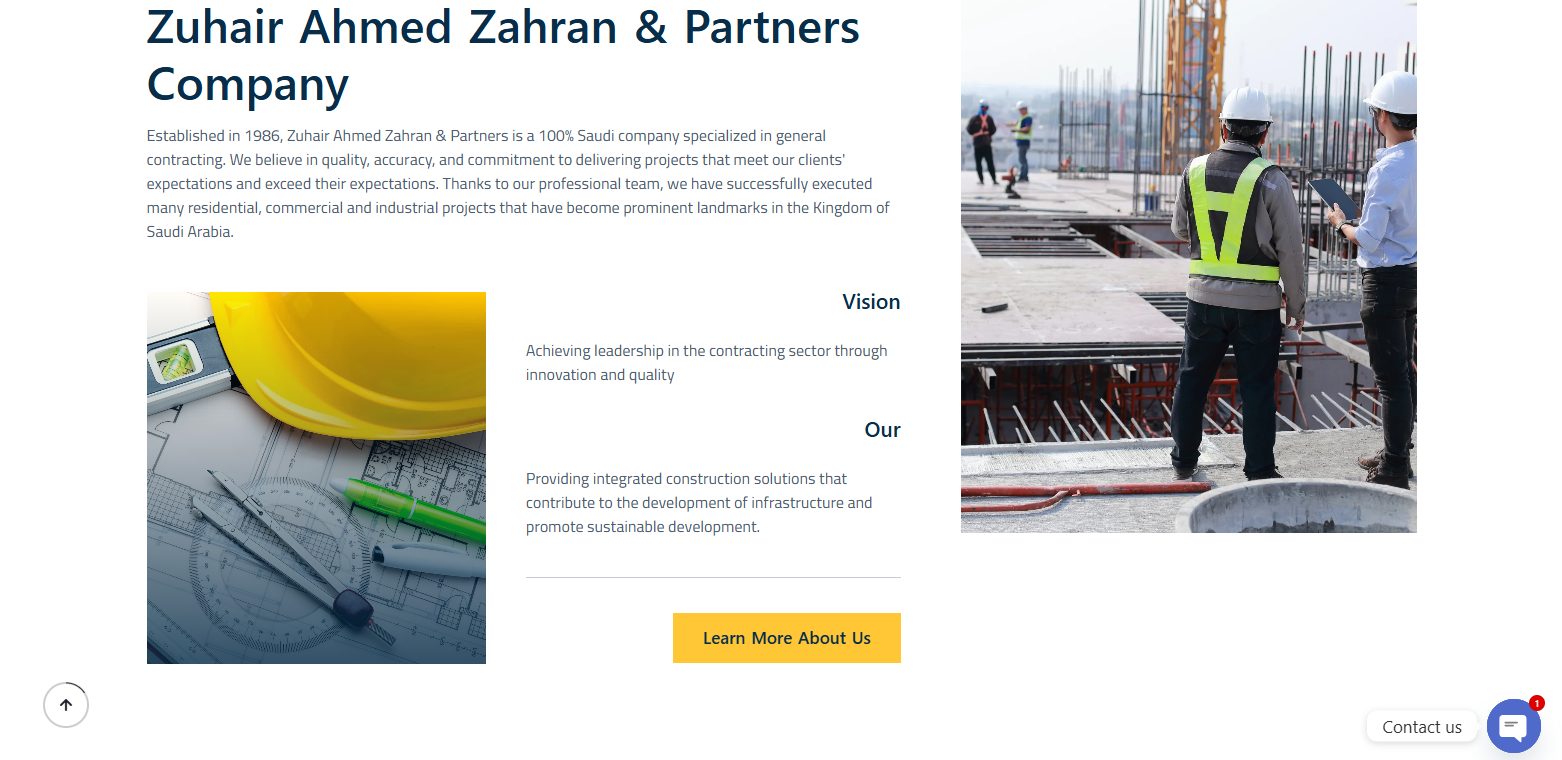 Zuhair Ahmed Zahran & Partners
Company
Established in 1986, Zuhair Ahmed Zahran & Partners is a 100% Saudi company specialized in general
contracting. We believe in quality, accuracy, and commitment to delivering projects that meet our clients'
expectations and exceed their expectations. Thanks to our professional team, we have successfully executed
many residential, commercial and industrial projects that have become prominent landmarks in the Kingdom of
Saudi Arabia.
Vision
Achieving leadership in the contracting sector through
innovation and quality
Our
Providing integrated construction solutions that
contribute to the development of infrastructure and
promote sustainable development.
Learn More About Us
Contact us
1